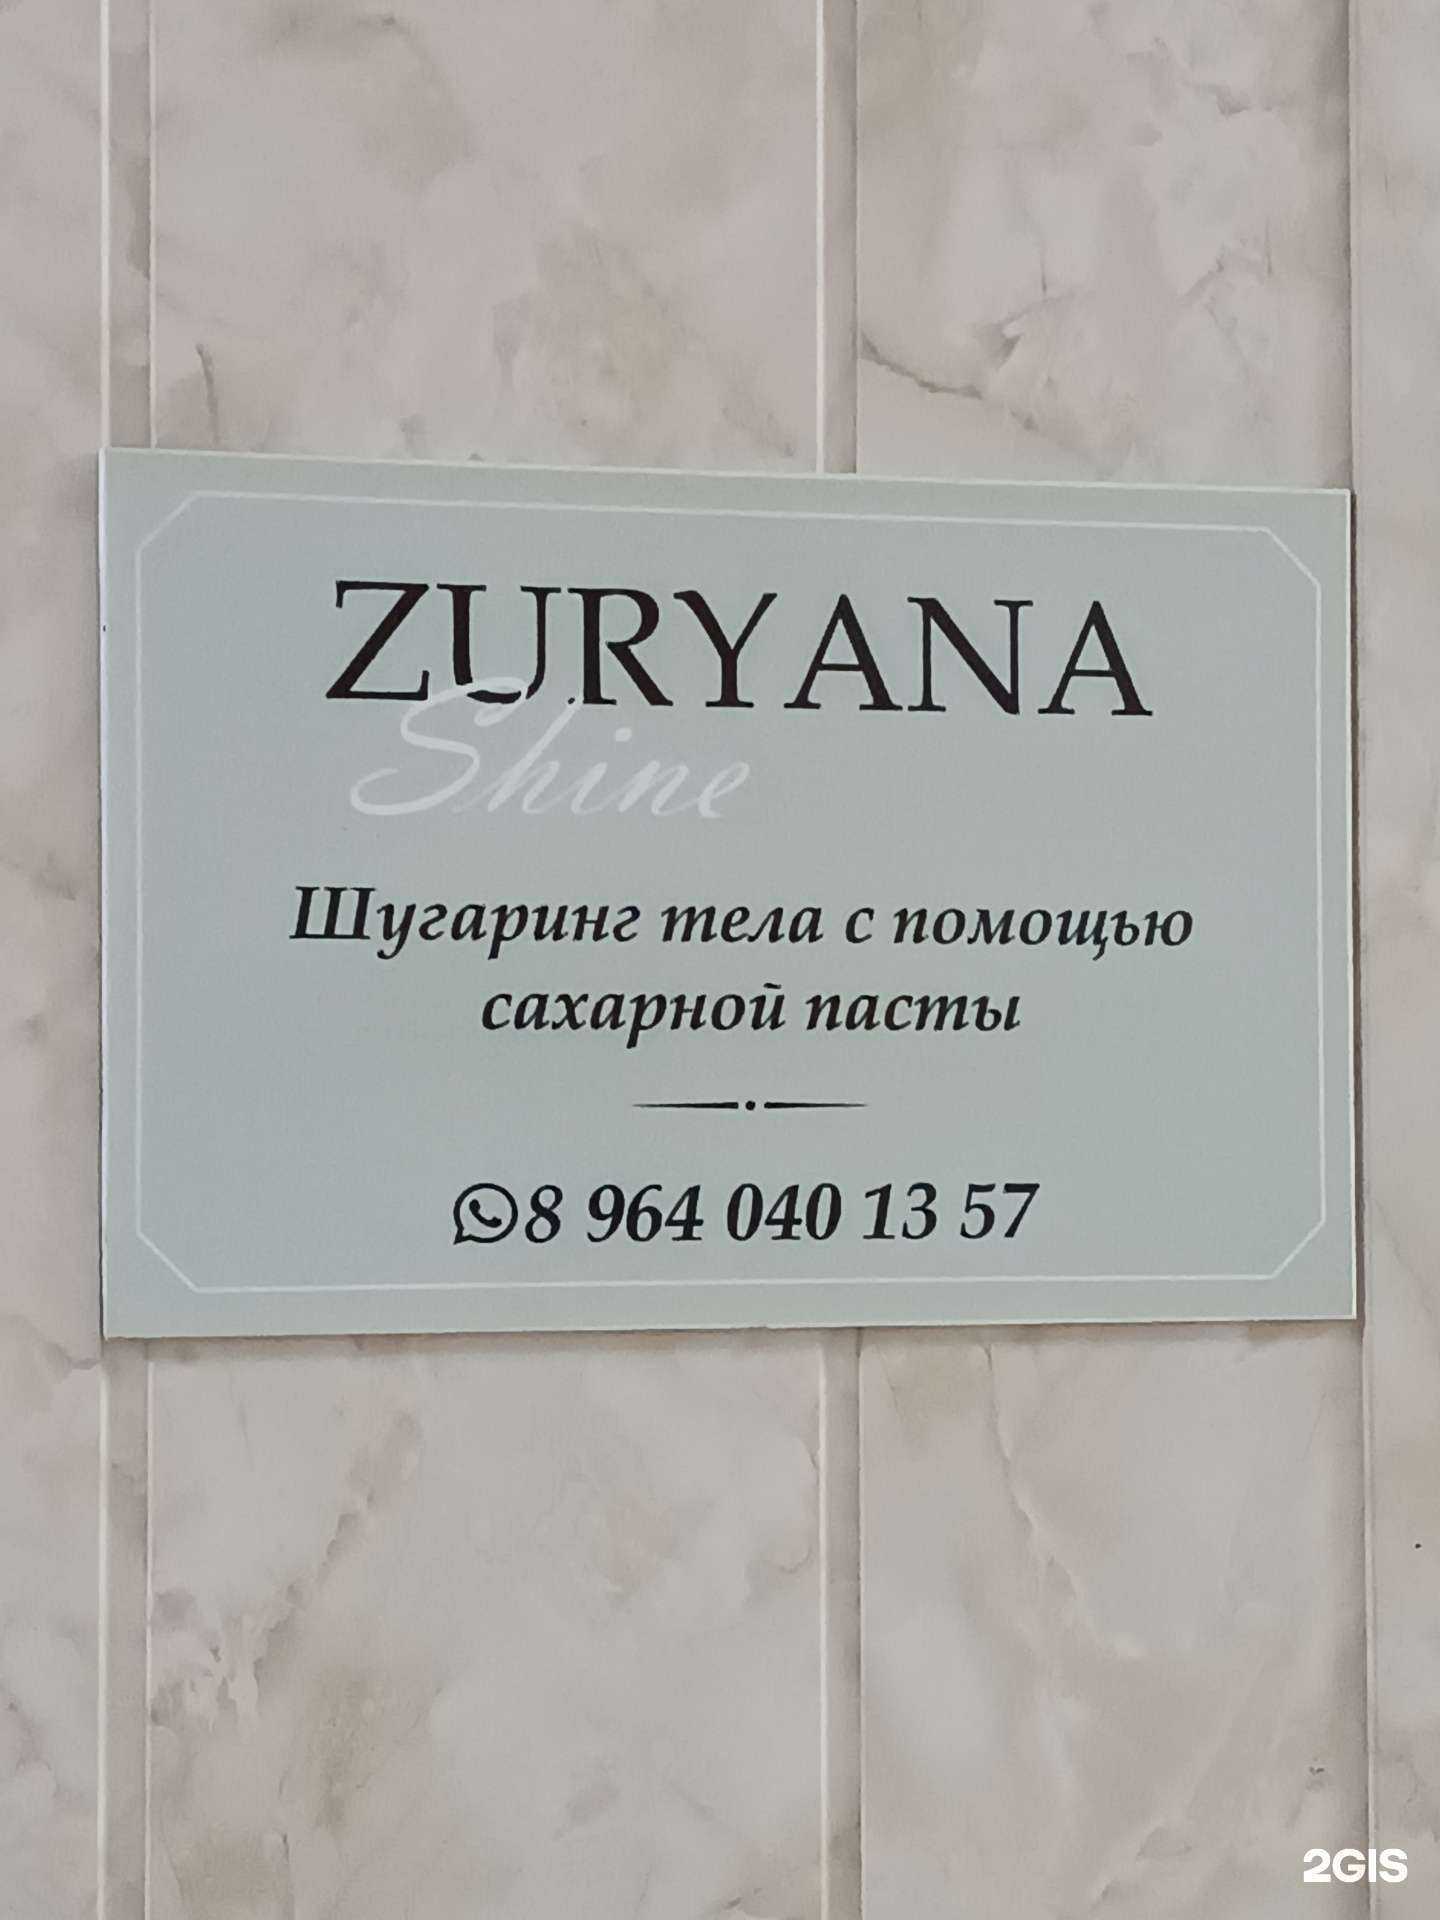 ZURYANA
Shine
Шугаринг тела с помощью
сахарной пасты
8 964 040 13 57
2GIS